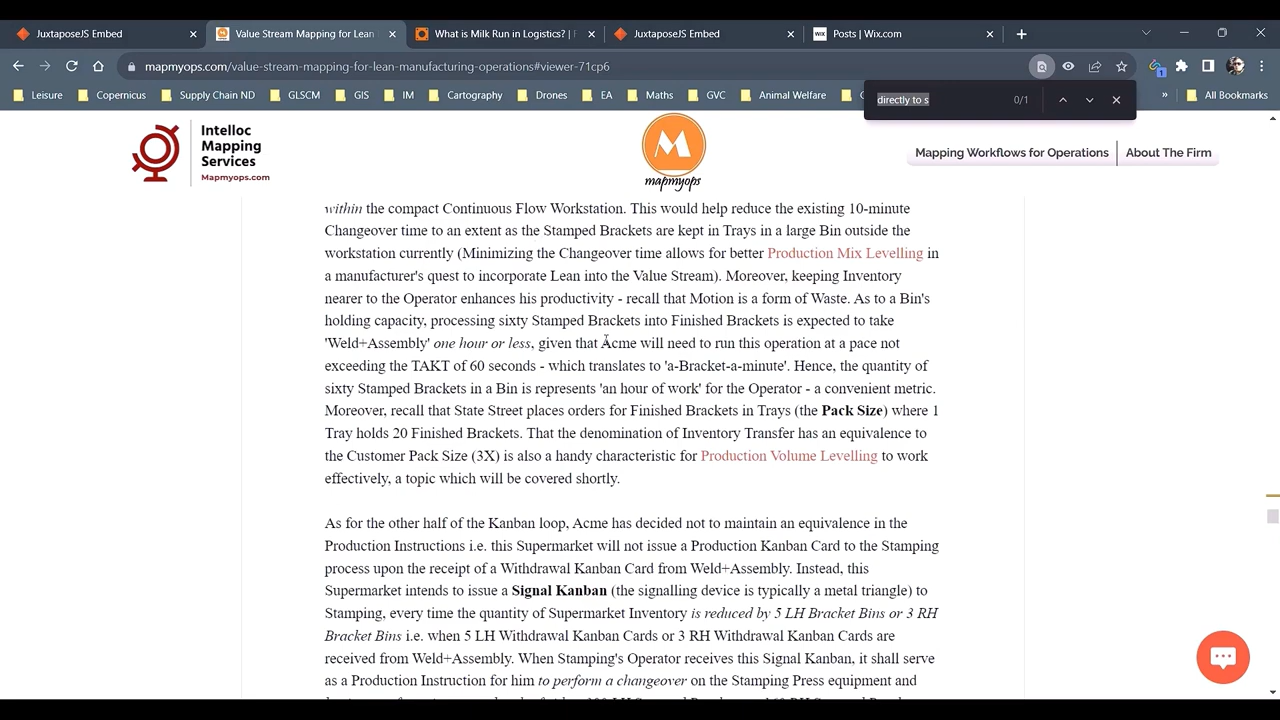 JuxtaposeJS Embed
Value Stream Mapping for Lean
What is Milk Run in Logistics? | F
JuxtaposeJS Embed
Posts | Wix.com
mapmyops.com/value-stream-mapping-for-lean-manufacturing-operations#viewer-71cp6
Leisure
Copernicus
Supply Chain ND
GLSCM
GIS
IM
Cartography
Drones
EA
Maths
GVC
Animal Welfare
»
All Bookmarks
directly to s
0/1
Intelloc
Mapping
Services
Mapmyops.com
mapmyops
Mapping Workflows for Operations
About The Firm
within the compact Continuous Flow Workstation. This would help reduce the existing 10-minute
Changeover time to an extent as the Stamped Brackets are kept in Trays in a large Bin outside the
workstation currently (Minimizing the Changeover time allows for better Production Mix Levelling in
a manufacturer's quest to incorporate Lean into the Value Stream). Moreover, keeping Inventory
nearer to the Operator enhances his productivity - recall that Motion is a form of Waste. As to a Bin's
holding capacity, processing sixty Stamped Brackets into Finished Brackets is expected to take
'Weld+Assembly' one hour or less, given that Acme will need to run this operation at a pace not
exceeding the TAKT of 60 seconds - which translates to 'a-Bracket-a-minute'. Hence, the quantity of
sixty Stamped Brackets in a Bin is represents 'an hour of work' for the Operator - a convenient metric.
Moreover, recall that State Street places orders for Finished Brackets in Trays (the Pack Size) where 1
Tray holds 20 Finished Brackets. That the denomination of Inventory Transfer has an equivalence to
the Customer Pack Size (3X) is also a handy characteristic for Production Volume Levelling to work
effectively, a topic which will be covered shortly.
As for the other half of the Kanban loop, Acme has decided not to maintain an equivalence in the
Production Instructions i.e. this Supermarket will not issue a Production Kanban Card to the Stamping
process upon the receipt of a Withdrawal Kanban Card from Weld+Assembly. Instead, this
Supermarket intends to issue a Signal Kanban (the signalling device is typically a metal triangle) to
Stamping, every time the quantity of Supermarket Inventory is reduced by 5 LH Bracket Bins or 3 RH
Bracket Bins i.e. when 5 LH Withdrawal Kanban Cards or 3 RH Withdrawal Kanban Cards are
received from Weld+Assembly. When Stamping's Operator receives this Signal Kanban, it shall serve
as a Production Instruction for him to perform a changeover on the Stamping Press equipment and